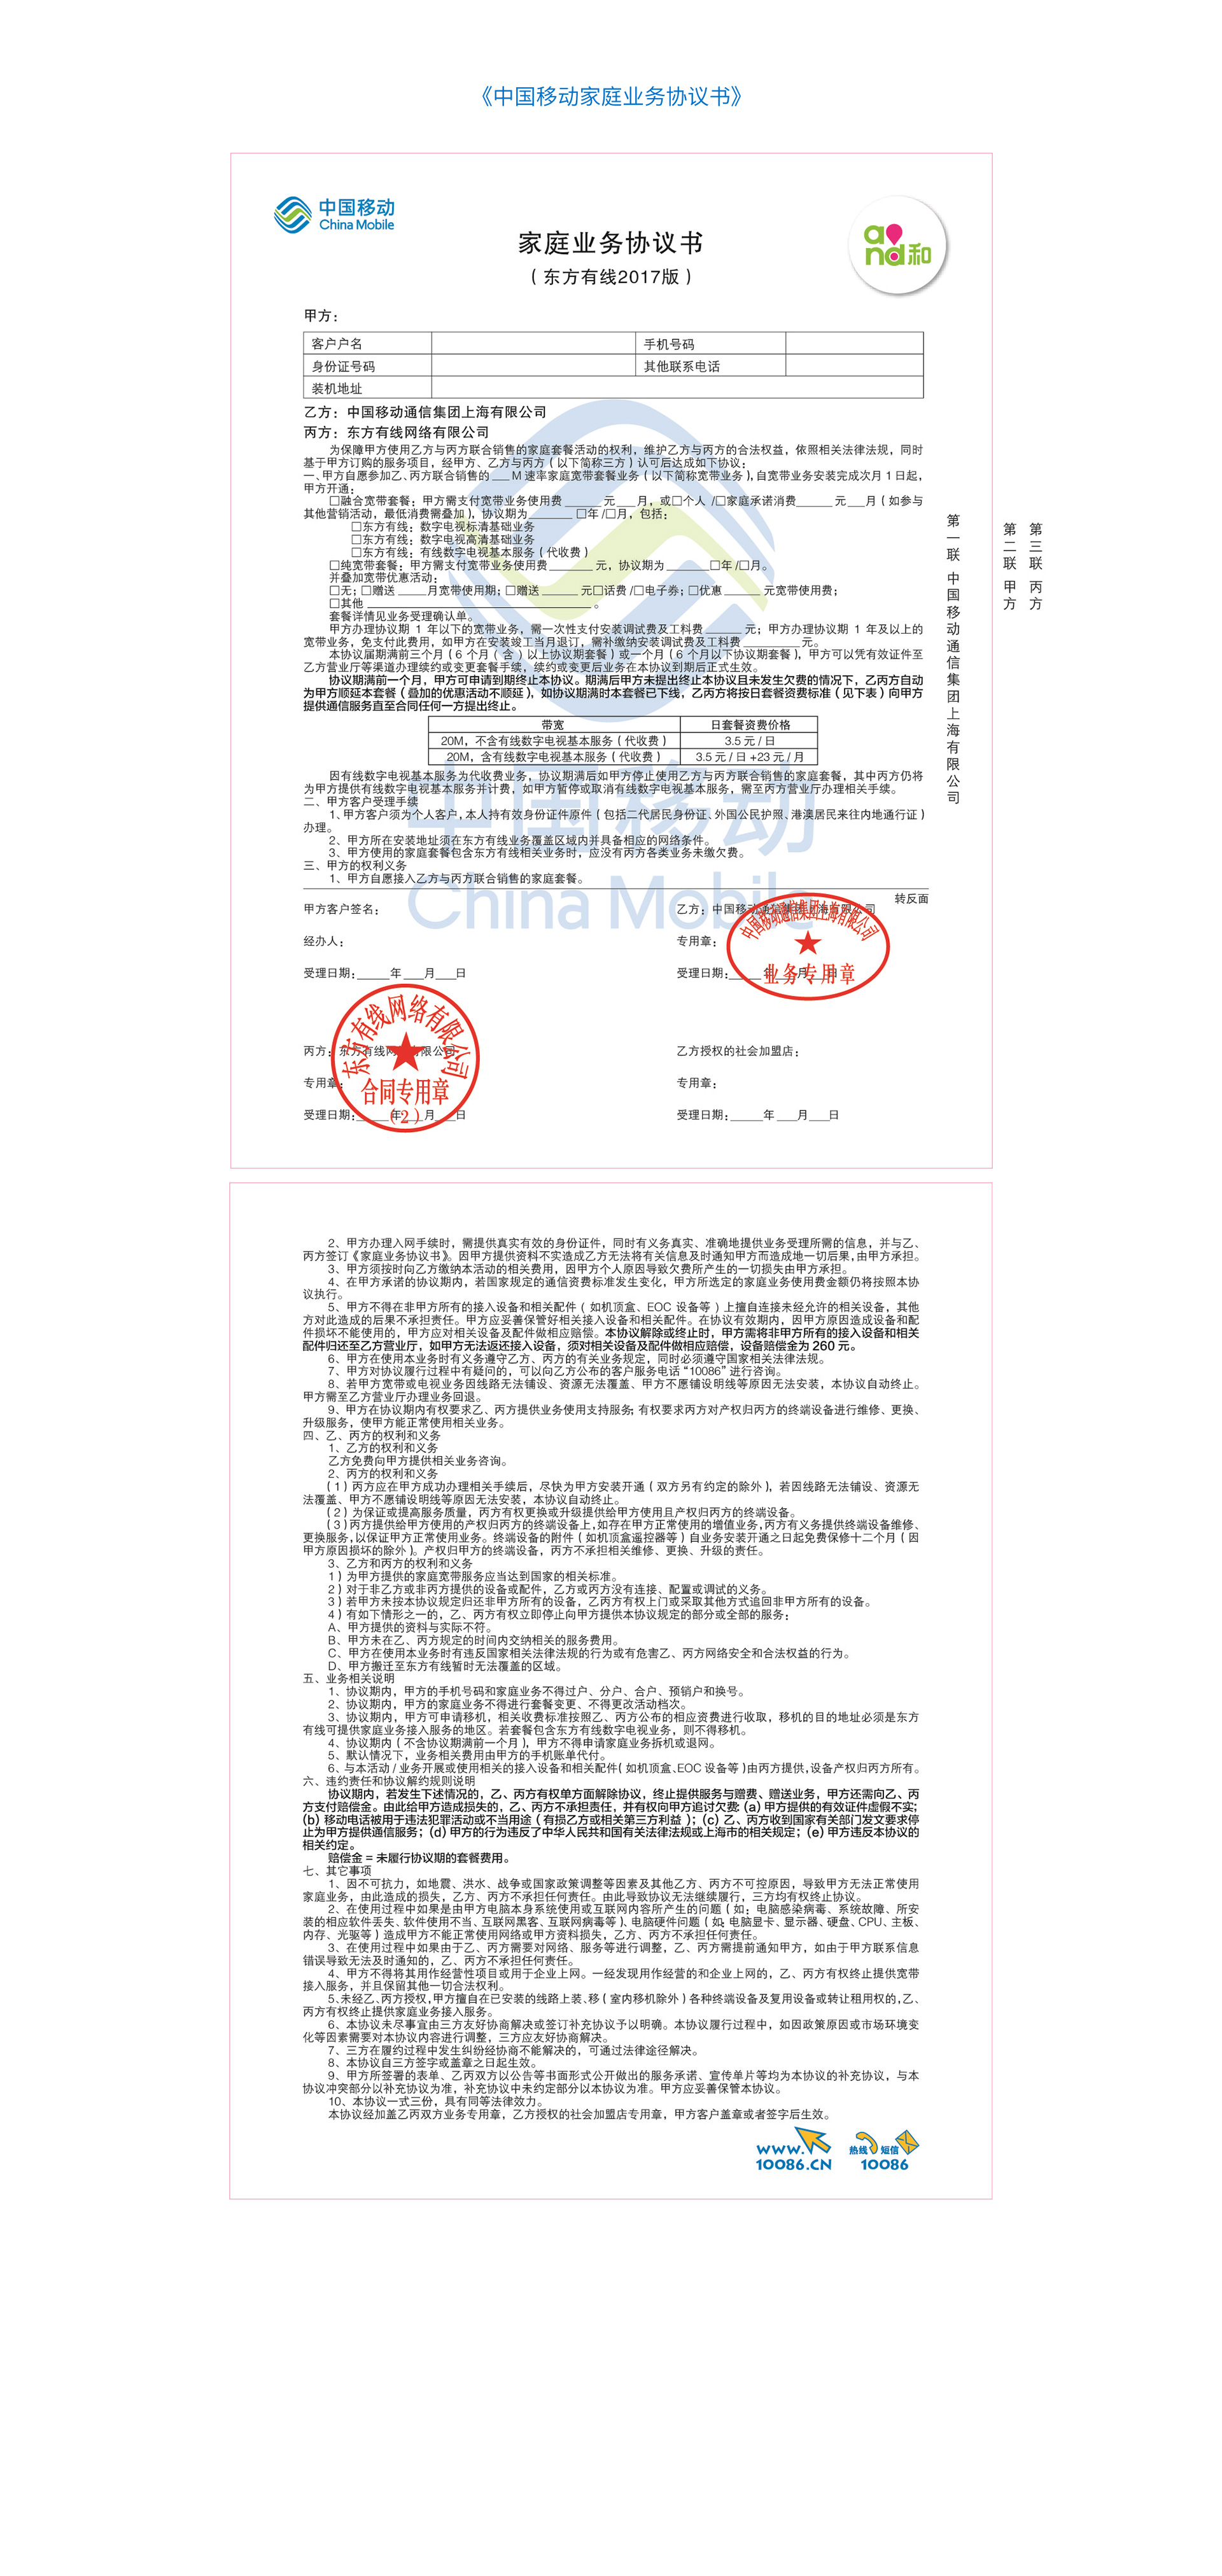 《中国移动家庭业务协议书》
中国移动
China Mobile
and和
家庭业务协议书
（东方有线2017版）
甲方：
客户户名 手机号码
身份证号码 其他联系电话
装机地址
乙方：中国移动通信集团上海有限公司
丙方：东方有线网络有限公司
为保障甲方使用乙方与丙方联合销售的家庭套餐活动的权利，维护乙方与丙方的合法权益，依照相关法律法规，同时
基于甲方订购的服务项目，经甲方、乙方与丙方（以下简称三方）认可后达成如下协议：
一、甲方自愿参加乙、丙方联合销售的 ___ M 速率家庭宽带套餐业务（以下简称宽带业务），自宽带业务安装完成次月 1 日起，
甲方开通：
□融合宽带套餐：甲方需支付宽带业务使用费 ______ 元 ___ 月，或□个人 /□家庭承诺消费______ 元 ___月（如参与
其他营销活动，最低消费需叠加），协议期为_______ □年 /□月，包括：
□东方有线：数字电视标清基础业务
□东方有线：数字电视高清基础业务
□东方有线：有线数字电视基本服务（代收费）
□纯宽带套餐：甲方需支付宽带业务使用费_______ 元，协议期为 _______□年 /□月。
并叠加宽带优惠活动：
□无；□赠送 _____月宽带使用期；□赠送 ______ 元□话费 /□电子券；□优惠 ______ 元宽带使用费；
□其他 ____________________________________ 。
套餐详情见业务受理确认单。
甲方办理协议期 1 年以下的宽带业务，需一次性支付安装调试费及工料费 ______ 元；甲方办理协议期 1 年及以上的
宽带业务，免支付此费用，如甲方在安装竣工当月退订，需补缴纳安装调试费及工料费 _________ 元。
本协议届期满前三个月（6 个月（含）以上协议期套餐）或一个月（6 个月以下协议期套餐），甲方可以凭有效证件至
乙方营业厅等渠道办理续约或变更套餐手续，续约或变更后业务在本协议到期后正式生效。
协议期满前一个月，甲方可申请到期终止本协议。期满后甲方未提出终止本协议且未发生欠费的情况下，乙丙方自动
为甲方顺延本套餐（叠加的优惠活动不顺延），如协议期满时本套餐已下线，乙丙方将按日套餐资费标准（见下表）向甲方
提供通信服务直至合同任何一方提出终止。
带宽 日套餐资费价格
20M，不含有线数字电视基本服务（代收费） 3.5 元 / 日
20M，含有线数字电视基本服务（代收费） 3.5 元 / 日 +23 元 / 月
因有线数字电视基本服务为代收费业务，协议期满后如甲方停止使用乙方与丙方联合销售的家庭套餐，其中丙方仍将
为甲方提供有线数字电视基本服务并计费，如甲方暂停或取消有线数字电视基本服务，需至丙方营业厅办理相关手续。
二、甲方客户受理手续
1、甲方客户须为个人客户，本人持有效身份证件原件（包括二代居民身份证、外国公民护照、港澳居民来往内地通行证）
办理。
2、甲方所在安装地址须在东方有线业务覆盖区域内并具备相应的网络条件。
3、甲方使用的家庭套餐包含东方有线相关业务时，应没有丙方各类业务未缴欠费。
三、甲方的权利义务
1、甲方自愿接入乙方与丙方联合销售的家庭套餐。
中国移动
China Mobile
转反面
甲方客户签名： 乙方：中国移动通信集团上海有限公司
经办人： 专用章：
受理日期：_____年 ___月___日 受理日期：_____年 ___月___日
中国移动通信集团上海有限公司
业务专用章
丙方：东方有线网络有限公司 乙方授权的社会加盟店：
专用章： 专用章：
受理日期：_____年 ___月___日 受理日期：_____年 ___月___日
东方有线网络有限公司
合同专用章
（2）
第一联 中国移动通信集团上海有限公司
第二联 甲方
第三联 丙方
2、甲方办理入网手续时，需提供真实有效的身份证件，同时有义务真实、准确地提供业务受理所需的信息，并与乙、
丙方签订《家庭业务协议书》。因甲方提供资料不实造成乙方无法将有关信息及时通知甲方而造成地一切后果，由甲方承担。
3、甲方须按时向乙方缴纳本活动的相关费用，因甲方个人原因导致欠费所产生的一切损失由甲方承担。
4、在甲方承诺的协议期内，若国家规定的通信资费标准发生变化，甲方所选定的家庭业务使用费金额仍将按照本协
议执行。
5、甲方不得在非甲方所有的接入设备和相关配件（如机顶盒、EOC 设备等）上擅自连接未经允许的相关设备，其他
方对此造成的后果不承担责任。甲方应妥善保管好相关接入设备和相关配件。在协议有效期内，因甲方原因造成设备和配
件损坏不能使用的，甲方应对相关设备及配件做相应赔偿。本协议解除或终止时，甲方需将非甲方所有的接入设备和相关
配件归还至乙方营业厅，如甲方无法返还接入设备，须对相关设备及配件做相应赔偿，设备赔偿金为 260 元。
6、甲方在使用本业务时有义务遵守乙方、丙方的有关业务规定，同时必须遵守国家相关法律法规。
7、甲方对协议履行过程中有疑问的，可以向乙方公布的客户服务电话“10086”进行咨询。
8、若甲方宽带或电视业务因线路无法铺设、资源无法覆盖、甲方不愿铺设明线等原因无法安装，本协议自动终止。
甲方需至乙方营业厅办理业务回退。
9、甲方在协议期内有权要求乙、丙方提供业务使用支持服务；有权要求丙方对产权归丙方的终端设备进行维修、更换、
升级服务，使甲方能正常使用相关业务。
四、乙、丙方的权利和义务
1、乙方的权利和义务
乙方免费向甲方提供相关业务咨询。
2、丙方的权利和义务
（1）丙方应在甲方成功办理相关手续后，尽快为甲方安装开通（双方另有约定的除外），若因线路无法铺设、资源无
法覆盖、甲方不愿铺设明线等原因无法安装，本协议自动终止。
（2）为保证或提高服务质量，丙方有权更换或升级提供给甲方使用且产权归丙方的终端设备。
（3）丙方提供给甲方使用的产权归丙方的终端设备上，如存在甲方正常使用的增值业务，丙方有义务提供终端设备维修、
更换服务，以保证甲方正常使用业务。终端设备的附件（如机顶盒遥控器等）自业务安装开通之日起免费保修十二个月（因
甲方原因损坏的除外）。产权归甲方的终端设备，丙方不承担相关维修、更换、升级的责任。
3、乙方和丙方的权利和义务
1）为甲方提供的家庭宽带服务应当达到国家的相关标准。
2）对于非乙方或非丙方提供的设备或配件，乙方或丙方没有连接、配置或调试的义务。
3）若甲方未按本协议规定归还非甲方所有的设备，乙丙方有权上门或采取其他方式追回非甲方所有的设备。
4）有如下情形之一的，乙、丙方有权立即停止向甲方提供本协议规定的部分或全部的服务：
A、甲方提供的资料与实际不符。
B、甲方未在乙、丙方规定的时间内交纳相关的服务费用。
C、甲方在使用本业务时有违反国家相关法律法规的行为或有危害乙、丙方网络安全和合法权益的行为。
D、甲方搬迁至东方有线暂时无法覆盖的区域。
五、业务相关说明
1、协议期内，甲方的手机号码和家庭业务不得过户、分户、合户、预销户和换号。
2、协议期内，甲方的家庭业务不得进行套餐变更、不得更改活动档次。
3、协议期内，甲方可申请移机，相关收费标准按照乙、丙方公布的相应资费进行收取，移机的目的地址必须是东方
有线可提供家庭业务接入服务的地区。若套餐包含东方有线数字电视业务，则不得移机。
4、协议期内（不含协议期满前一个月），甲方不得申请家庭业务拆机或退网。
5、默认情况下，业务相关费用由甲方的手机账单代付。
6、与本活动 / 业务开展或使用相关的接入设备和相关配件（如机顶盒、EOC 设备等）由丙方提供，设备产权归丙方所有。
六、违约责任和协议解约规则说明
协议期内，若发生下述情况的，乙、丙方有权单方面解除协议，终止提供服务与赠费、赠送业务，甲方还需向乙、丙
方支付赔偿金。由此给甲方造成损失的，乙、丙方不承担责任，并有权向甲方追讨欠费：(a) 甲方提供的有效证件虚假不实；
(b) 移动电话被用于违法犯罪活动或不当用途（有损乙方或相关第三方利益）；(c) 乙、丙方收到国家有关部门发文要求停
止为甲方提供通信服务；(d) 甲方的行为违反了中华人民共和国有关法律法规或上海市的相关规定；(e) 甲方违反本协议的
相关约定。
赔偿金 = 未履行协议期的套餐费用。
七、其它事项
1、因不可抗力，如地震、洪水、战争或国家政策调整等因素及其他乙方、丙方不可控原因，导致甲方无法正常使用
家庭业务，由此造成的损失，乙方、丙方不承担任何责任。由此导致协议无法继续履行，三方均有权终止协议。
2、在使用过程中如果是由甲方电脑本身系统使用或互联网内容所产生的问题（如：电脑感染病毒、系统故障、所安
装的相应软件丢失、软件使用不当、互联网黑客、互联网病毒等）、电脑硬件问题（如：电脑显卡、显示器、硬盘、CPU、主板、
内存、光驱等）造成甲方不能正常使用网络或甲方资料损失，乙方、丙方不承担任何责任。
3、在使用过程中如果由于乙、丙方需要对网络、服务等进行调整，乙、丙方需提前通知甲方，如由于甲方联系信息
错误导致无法及时通知的，乙、丙方不承担任何责任。
4、甲方不得将其用作经营性项目或用于企业上网。一经发现用作经营的和企业上网的，乙、丙方有权终止提供宽带
接入服务，并且保留其他一切合法权利。
5、未经乙、丙方授权，甲方擅自在已安装的线路上装、移（室内移机除外）各种终端设备及复用设备或转让租用权的，乙、
丙方有权终止提供家庭业务接入服务。
6、本协议未尽事宜由三方友好协商解决或签订补充协议予以明确。本协议履行过程中，如因政策原因或市场环境变
化等因素需要对本协议内容进行调整，三方应友好协商解决。
7、三方在履约过程中发生纠纷经协商不能解决的，可通过法律途径解决。
8、本协议自三方签字或盖章之日起生效。
9、甲方所签署的表单、乙丙双方以公告等书面形式公开做出的服务承诺、宣传单片等均为本协议的补充协议，与本
协议冲突部分以补充协议为准，补充协议中未约定部分以本协议为准。甲方应妥善保管本协议。
10、本协议一式三份，具有同等法律效力。
本协议经加盖乙丙双方业务专用章，乙方授权的社会加盟店专用章，甲方客户盖章或者签字后生效。
www.
10086.CN
热线 短信
10086